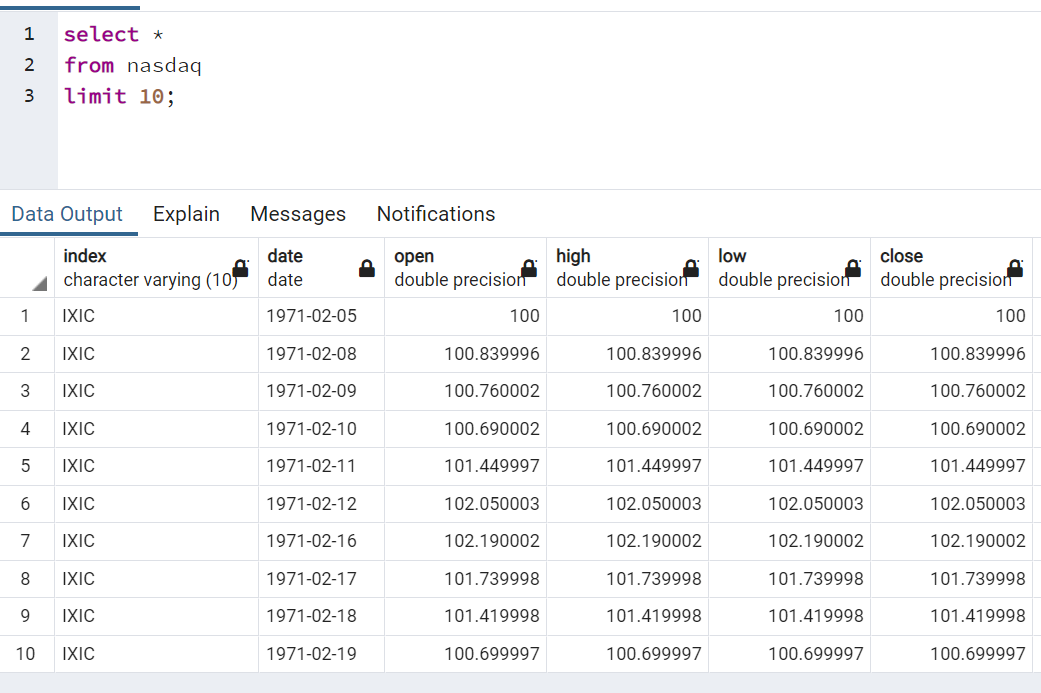 1 select *
2 from nasdaq
3 limit 10;
Data Output Explain Messages Notifications
index date open high low close
character varying (10) date double precision double precision double precision double precision
1 IXIC 1971-02-05 100 100 100 100
2 IXIC 1971-02-08 100.839996 100.839996 100.839996 100.839996
3 IXIC 1971-02-09 100.760002 100.760002 100.760002 100.760002
4 IXIC 1971-02-10 100.690002 100.690002 100.690002 100.690002
5 IXIC 1971-02-11 101.449997 101.449997 101.449997 101.449997
6 IXIC 1971-02-12 102.050003 102.050003 102.050003 102.050003
7 IXIC 1971-02-16 102.190002 102.190002 102.190002 102.190002
8 IXIC 1971-02-17 101.739998 101.739998 101.739998 101.739998
9 IXIC 1971-02-18 101.419998 101.419998 101.419998 101.419998
10 IXIC 1971-02-19 100.699997 100.699997 100.699997 100.699997